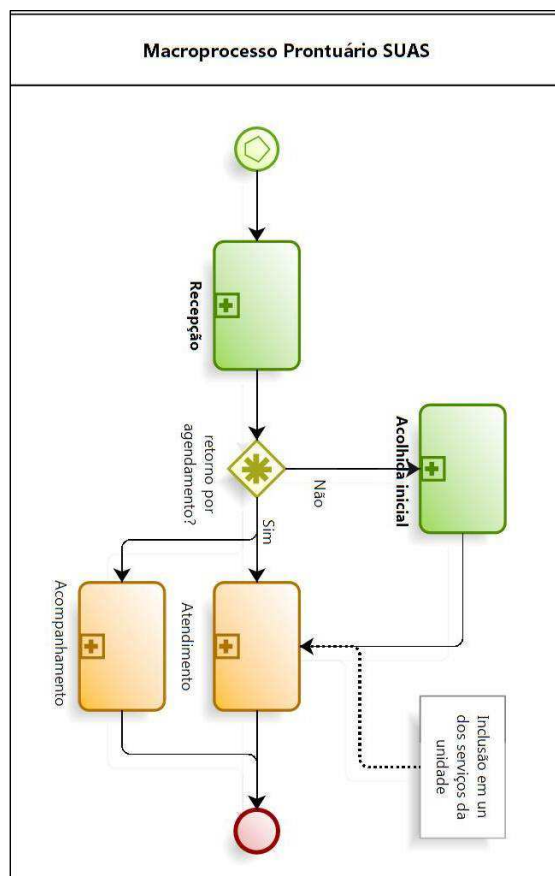 Macroprocesso Prontuário SUAS
Recepção
Acolhida inicial
Não
retorno por
agendamento?
Sim
Atendimento
Acompanhamento
Inclusão em un
dos serviços da
unidade